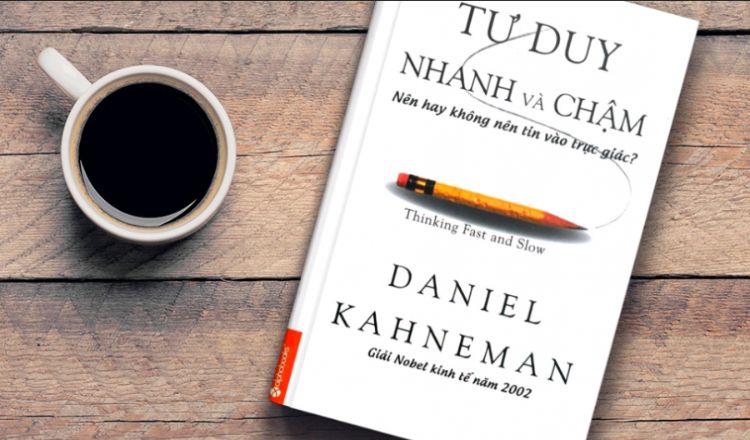 TƯ DUY
NHANH VÀ CHẬM
Nên hay không nên tin vào trực giác?
Thinking Fast and Slow
DANIEL
KAHNEMAN
Giải Nobel kinh tế năm 2002
alphabooks